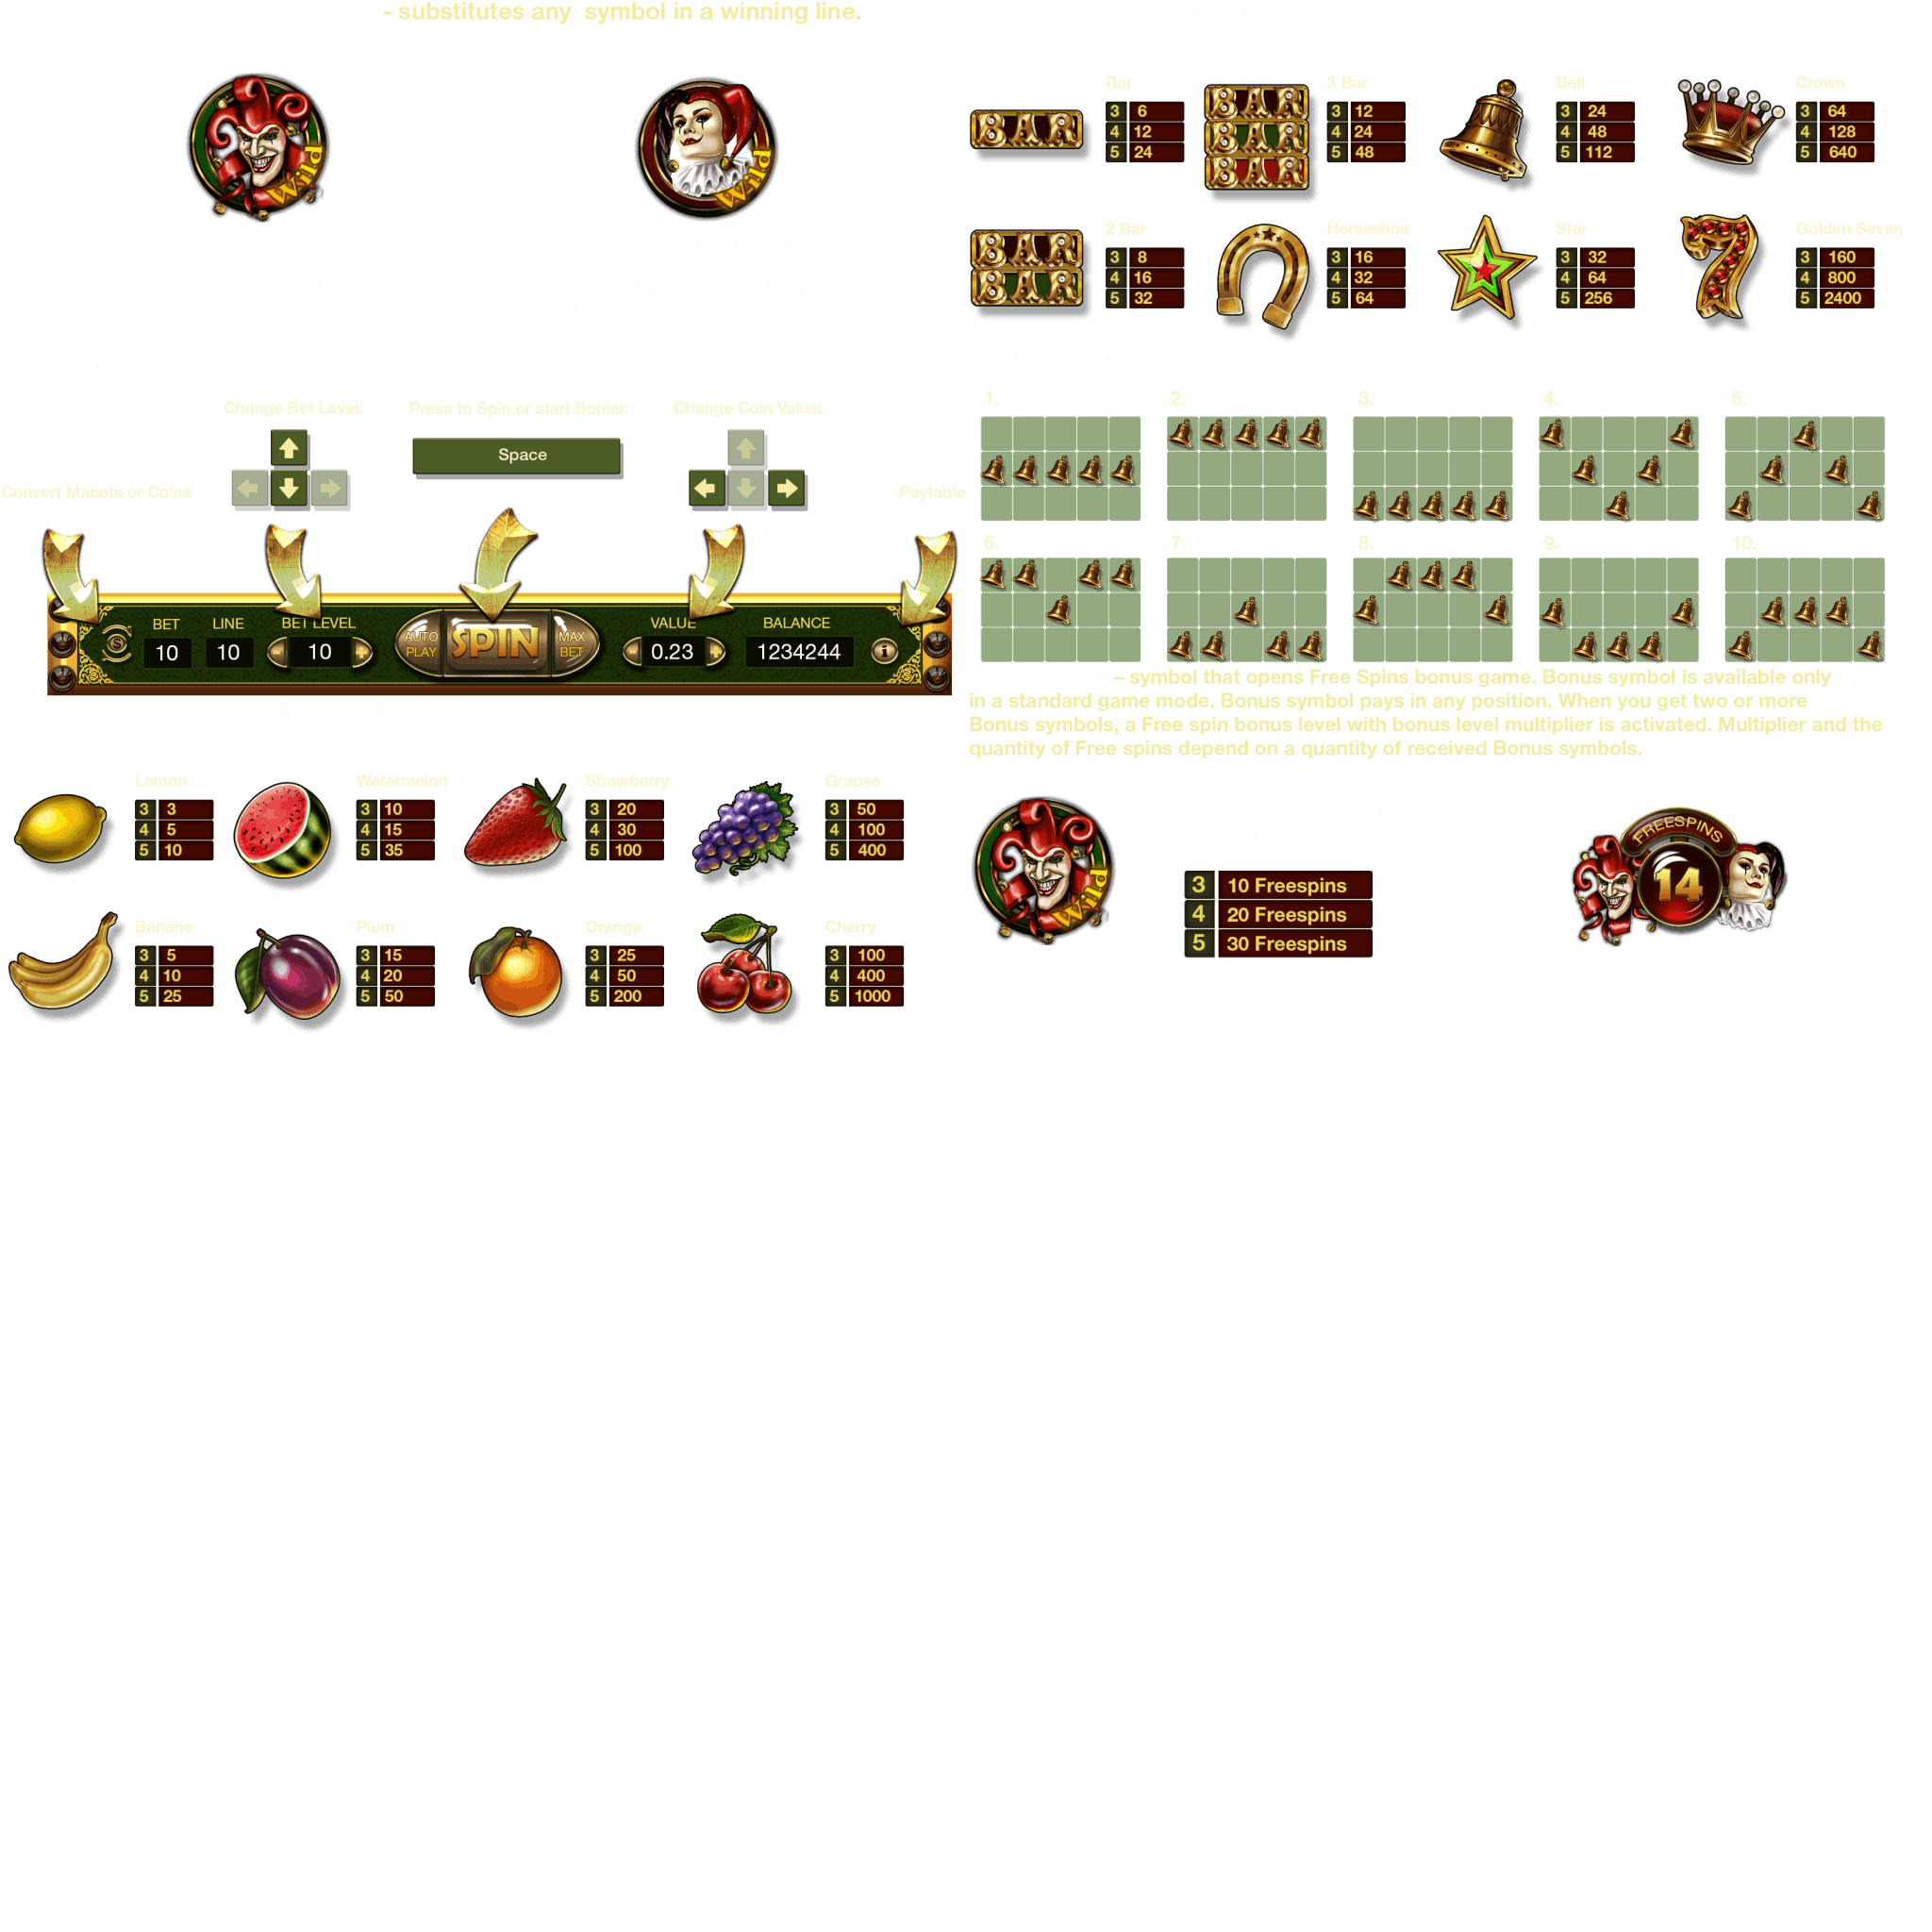 - substitutes any symbol in a winning line.
Wild
Wild
Bar
3 6
4 12
5 24
BAR
3 Bar
3 12
4 24
5 48
BAR
BAR
BAR
Bell
3 24
4 48
5 112
Crown
3 64
4 128
5 640
2 Bar
3 8
4 16
5 32
BAR
BAR
Horseshoe
3 16
4 32
5 64
Star
3 32
4 64
5 256
Golden Seven
3 160
4 800
5 2400
7
Change Bet Level:
Press to Spin or start Bonus:
Change Coin Value:
Space
Convert Manets or Coins
Paytable
BET
LINE
BET LEVEL
VALUE
BALANCE
10
10
10
AUTO
PLAY
SPIN
MAX
BET
0.23
1234244
1.
2.
3.
4.
5.
6.
7.
8.
9.
10.
– symbol that opens Free Spins bonus game. Bonus symbol is available only
in a standard game mode. Bonus symbol pays in any position. When you get two or more
Bonus symbols, a Free spin bonus level with bonus level multiplier is activated. Multiplier and the
quantity of Free spins depend on a quantity of received Bonus symbols.
Lemon
3 3
4 5
5 10
Watermelon
3 10
4 15
5 35
Strawberry
3 20
4 30
5 100
Grapes
3 50
4 100
5 400
Banana
3 5
4 10
5 25
Plum
3 15
4 20
5 50
Orange
3 25
4 50
5 200
Cherry
3 100
4 400
5 1000
Wild
3 10 Freespins
4 20 Freespins
5 30 Freespins
FREESPINS
14